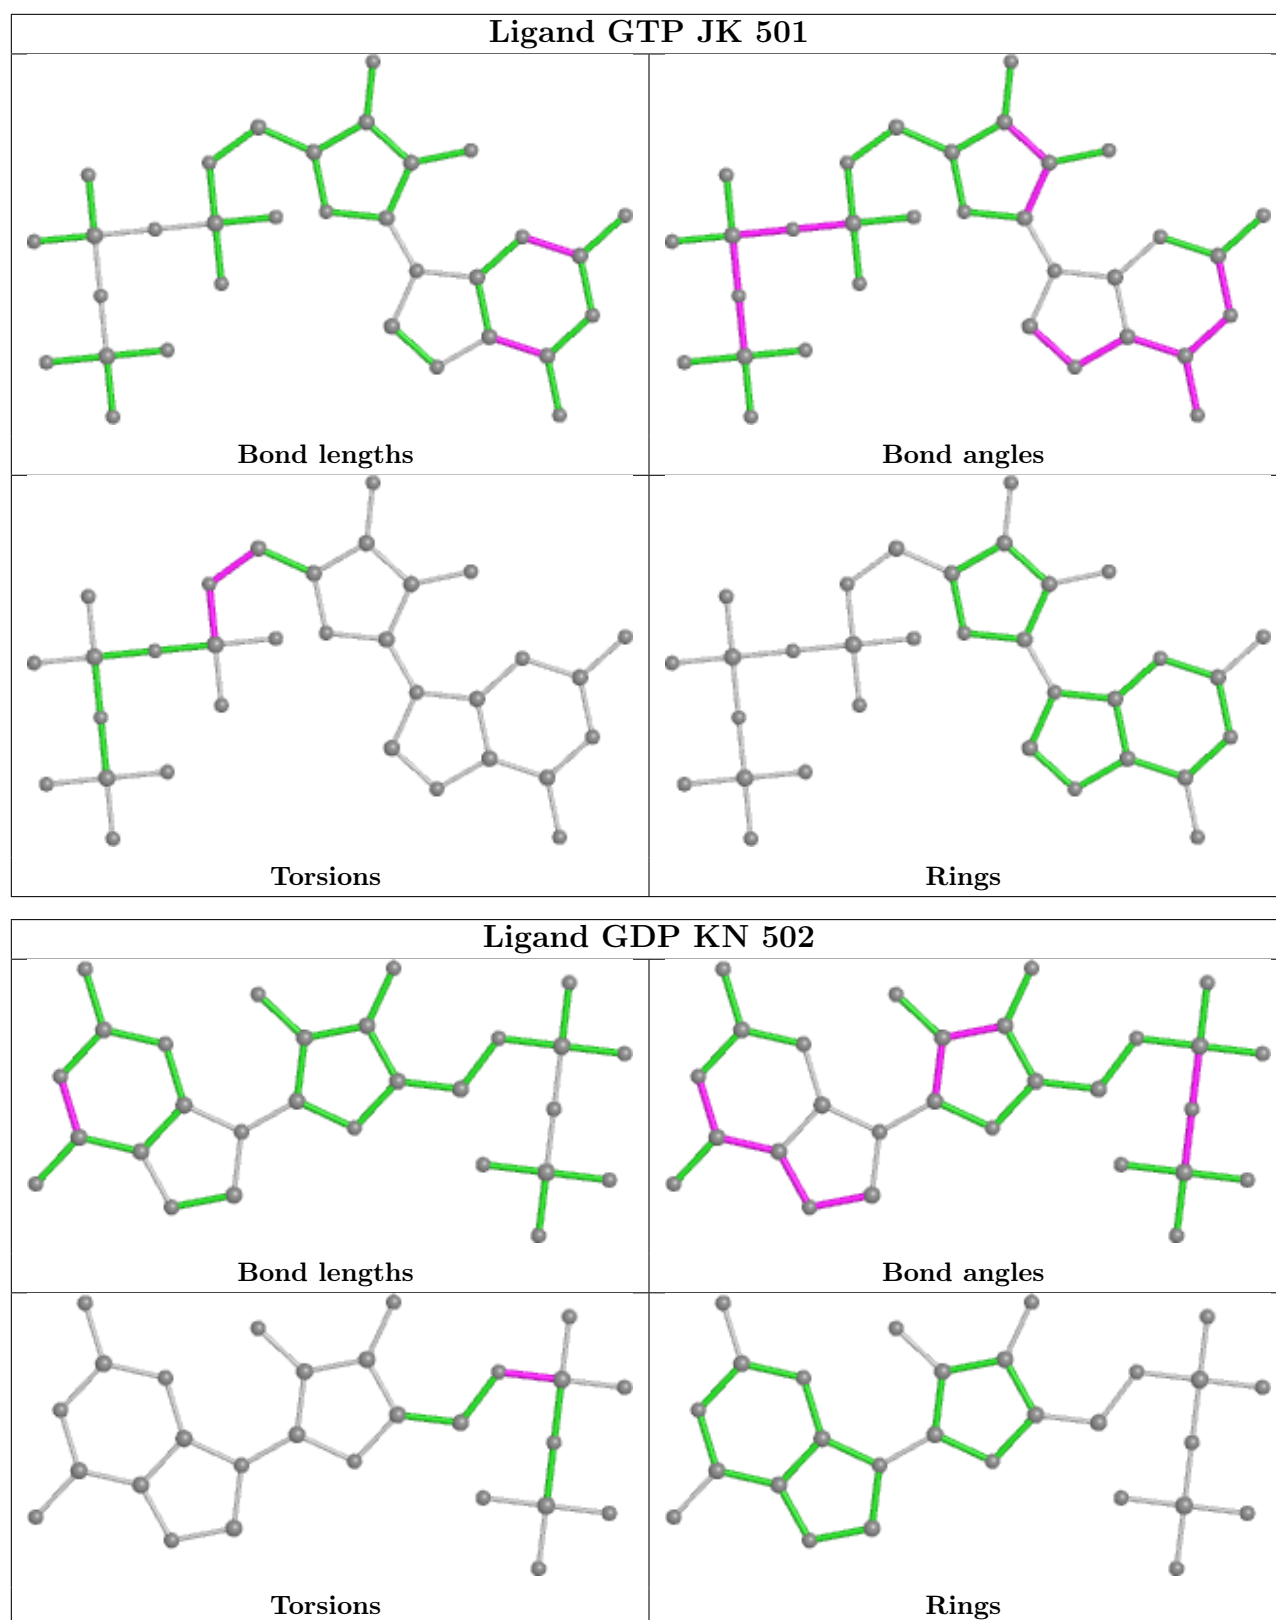 Ligand GTP JK 501
Bond lengths
Bond angles
Torsions
Rings
Ligand GDP KN 502
Bond lengths
Bond angles
Torsions
Rings